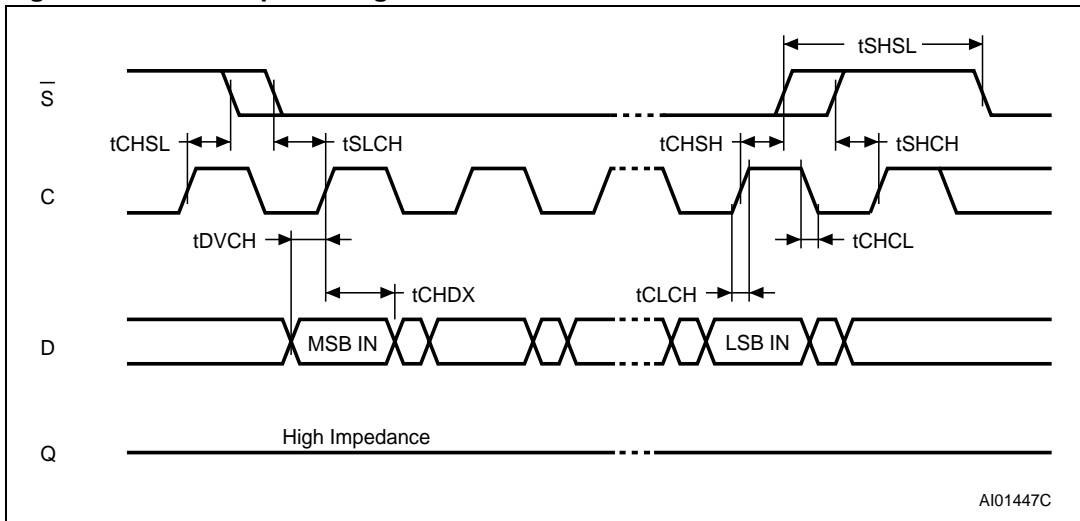 tSHSL
S
tCHSL
tSLCH
tCHSH
tSHCH
C
tDVCH
tCHCL
tCHDX
tCLCH
D
MSB IN
LSB IN
High Impedance
Q
AI01447C